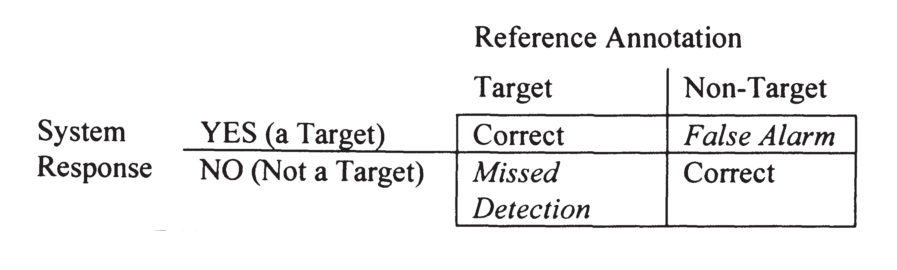 Reference Annotation
Target Non-Target
System YES (a Target) Correct False Alarm
Response NO (Not a Target) Missed Correct
Detection